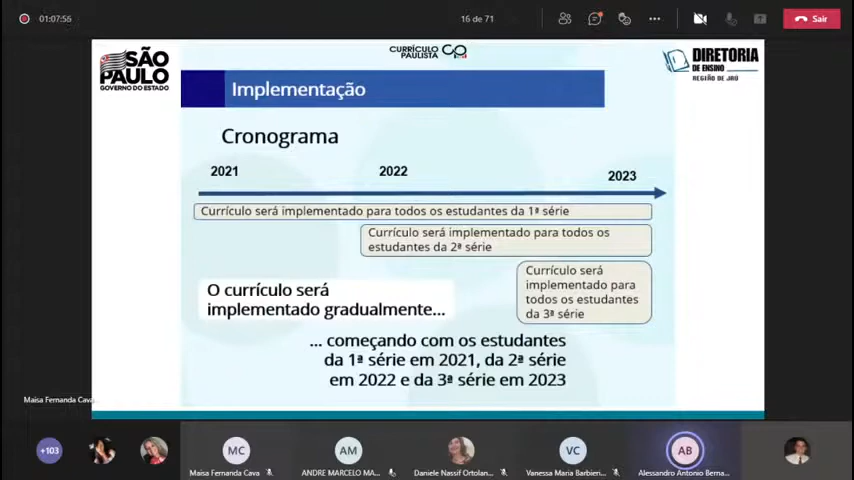 01:07:56
16 de 71
Sair
SÃO
PAULO
GOVERNO DO ESTADO
CURRÍCULO
PAULISTA
DIRETORIA
DE ENSINO
REGIÃO DE JAÚ
Implementação
Cronograma
2021
2022
2023
Currículo será implementado para todos os estudantes da 1ª série
Currículo será implementado para todos os
estudantes da 2ª série
Currículo será
implementado para
todos os estudantes
da 3ª série
O currículo será
implementado gradualmente...
... começando com os estudantes
da 1ª série em 2021, da 2ª série
em 2022 e da 3ª série em 2023
Maisa Fernanda Cava
+103
MC
AM
VC
AB
Maisa Fernanda Cava
ANDRE MARCELO MA...
Daniele Nassif Ortolan...
Vanessa Maria Barbieri...
Alessandro Antonio Berna...